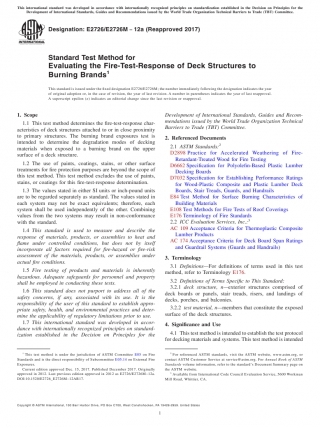 This international standard was developed in accordance with internationally recognized principles on standardization established in the Decision on Principles for the
Development of International Standards, Guides and Recommendations issued by the World Trade Organization Technical Barriers to Trade (TBT) Committee.
Designation: E2726/E2726M − 12a (Reapproved 2017)
Standard Test Method for
Evaluating the Fire-Test-Response of Deck Structures to
Burning Brands1
This standard is issued under the fixed designation E2726/E2726M; the number immediately following the designation indicates the year
of original adoption or, in the case of revision, the year of last revision. A number in parentheses indicates the year of last reapproval.
A superscript epsilon (ε) indicates an editorial change since the last revision or reapproval.
1. Scope
1.1 This test method determines the fire-test-response char-
acteristics of deck structures attached to or in close proximity
to primary structures. The burning brand exposures test is
intended to determine the degradation modes of decking
materials when exposed to a burning brand on the upper
surface of a deck structure.
1.2 The use of paints, coatings, stains, or other surface
treatments for fire protection purposes are beyond the scope of
this test method. This test method excludes the use of paints,
stains, or coatings for this fire-test-response determination.
1.3 The values stated in either SI units or inch-pound units
are to be regarded separately as standard. The values stated in
each system may not be exact equivalents; therefore, each
system shall be used independently of the other. Combining
values from the two systems may result in non-conformance
with the standard.
1.4 This standard is used to measure and describe the
response of materials, products, or assemblies to heat and
flame under controlled conditions, but does not by itself
incorporate all factors required for fire-hazard or fire-risk
assessment of the materials, products, or assemblies under
actual fire conditions.
1.5 Fire testing of products and materials is inherently
hazardous. Adequate safeguards for personnel and property
shall be employed in conducting these tests.
1.6 This standard does not purport to address all of the
safety concerns, if any, associated with its use. It is the
responsibility of the user of this standard to establish appro-
priate safety, health, and environmental practices and deter-
mine the applicability of regulatory limitations prior to use.
1.7 This international standard was developed in accor-
dance with internationally recognized principles on standard-
ization established in the Decision on Principles for the
Development of International Standards, Guides and Recom-
mendations issued by the World Trade Organization Technical
Barriers to Trade (TBT) Committee.
2. Referenced Documents
2.1 ASTM Standards:2
D2898 Practice for Accelerated Weathering of Fire-
Retardant-Treated Wood for Fire Testing
D6662 Specification for Polyolefin-Based Plastic Lumber
Decking Boards
D7032 Specification for Establishing Performance Ratings
for Wood-Plastic Composite and Plastic Lumber Deck
Boards, Stair Treads, Guards, and Handrails
E84 Test Method for Surface Burning Characteristics of
Building Materials
E108 Test Methods for Fire Tests of Roof Coverings
E176 Terminology of Fire Standards
2.2 ICC Evaluation Services, Inc.:3
AC 109 Acceptance Criteria for Thermoplastic Composite
Lumber Products
AC 174 Acceptance Criteria for Deck Board Span Ratings
and Guardrail Systems (Guards and Handrails)
3. Terminology
3.1 Definitions—For definitions of terms used in this test
method, refer to Terminology E176.
3.2 Definitions of Terms Specific to This Standard:
3.2.1 deck structure, n—exterior structures comprised of
deck boards or panels, stair treads, risers, and landings of
decks, porches, and balconies.
3.2.2 test material, n—members that constitute the exposed
surface of the deck structures.
4. Significance and Use
4.1 This test method is intended to establish the test protocol
for decking materials and systems. This test method is intended
1 This test method is under the jurisdiction of ASTM Committee E05 on Fire
Standards and is the direct responsibility of Subcommittee E05.14 on External Fire
Exposures.
Current edition approved Dec. 15, 2017. Published December 2017. Originally
approved in 2012. Last previous edition approved in 2012 as E2726/E2726M–12a.
2 For referenced ASTM standards, visit the ASTM website, www.astm.org, or
contact ASTM Customer Service at service@astm.org. For Annual Book of ASTM
Standards volume information, refer to the standard's Document Summary page on
the ASTM website.
Copyright © ASTM International, 100 Barr Harbor Drive, PO Box C700, West Conshohocken, PA 19428-2959. United States
1